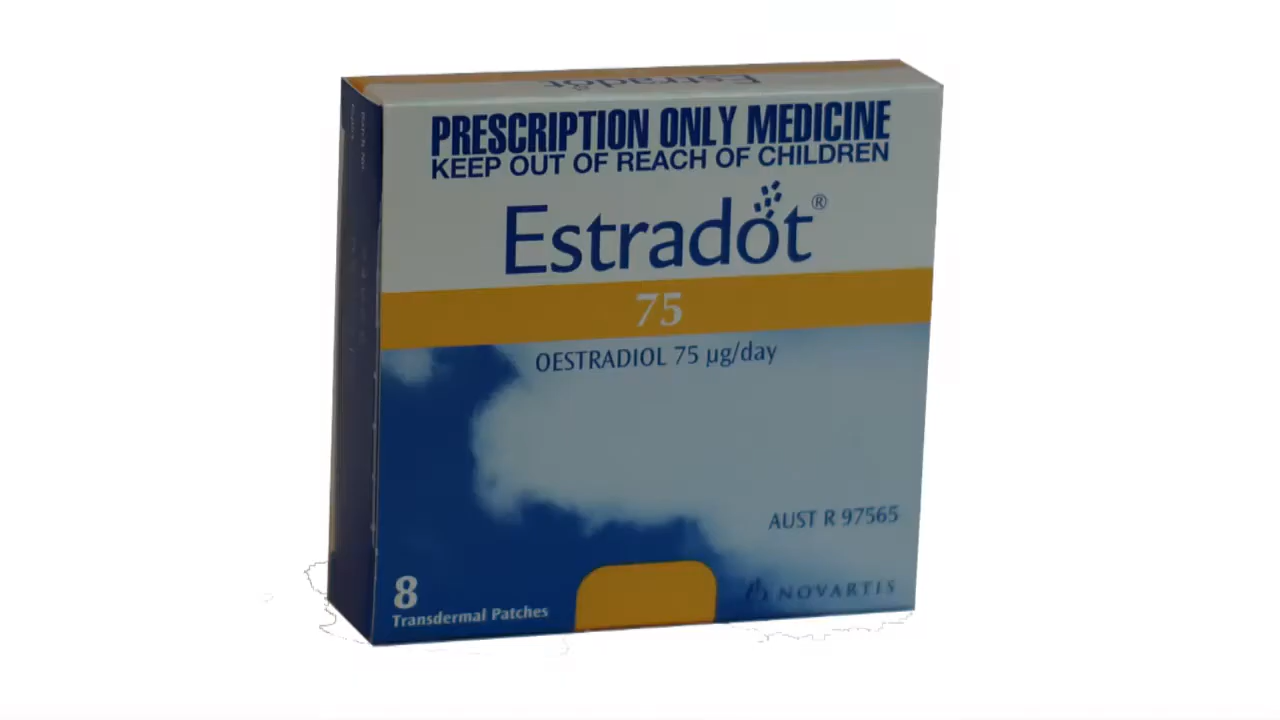 Estradot
PRESCRIPTION ONLY MEDICINE
KEEP OUT OF REACH OF CHILDREN
Estradot®
75
OESTRADIOL 75 µg/day
AUST R 97565
8
Transdermal Patches
NOVARTIS